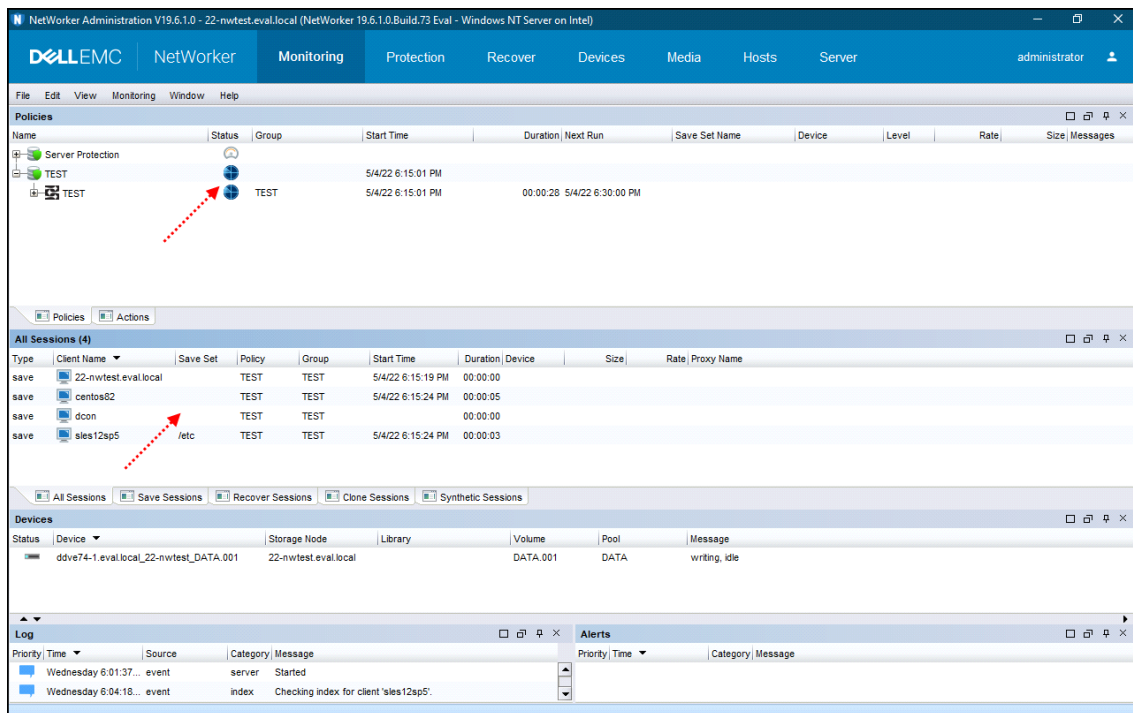 NetWorker Administration V19.6.1.0 - 22-nwtest.eval.local (NetWorker 19.6.1.0.Build.73 Eval - Windows NT Server on Intel)
DELLEMC NetWorker Monitoring Protection Recover Devices Media Hosts Server administrator
File Edit View Monitoring Window Help
Policies
Name Status Group Start Time Duration Next Run Save Set Name Device Level Rate Size Messages
Server Protection
TEST 5/4/22 6:15:01 PM
TEST TEST 5/4/22 6:15:01 PM 00:00:28 5/4/22 6:30:00 PM
Policies Actions
All Sessions (4)
Type Client Name Save Set Policy Group Start Time Duration Device Size Rate Proxy Name
save 22-nwtest.eval.local TEST TEST 5/4/22 6:15:19 PM 00:00:00
save centos82 TEST TEST 5/4/22 6:15:24 PM 00:00:05
save dcon TEST TEST 00:00:00
save sles12sp5 /etc TEST TEST 5/4/22 6:15:24 PM 00:00:03
All Sessions Save Sessions Recover Sessions Clone Sessions Synthetic Sessions
Devices
Status Device Storage Node Library Volume Pool Message
ddve74-1.eval.local_22-nwtest_DATA.001 22-nwtest.eval.local DATA.001 DATA writing, idle
Log
Priority Time Source Category Message
Wednesday 6:01:37... event server Started
Wednesday 6:04:18... event index Checking index for client 'sles12sp5'.
Alerts
Priority Time Category Message